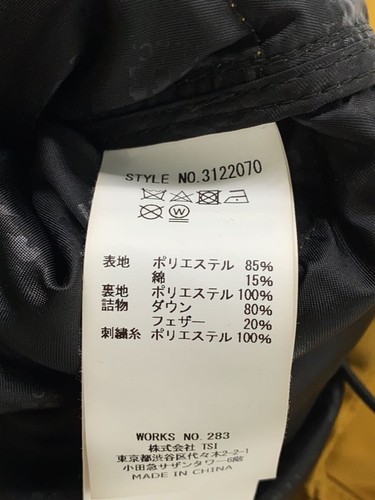 STYLE NO.3122070
W
表地 ポリエステル 85%
綿 15%
裏地 ポリエステル 100%
詰物 ダウン 80%
フェザー 20%
刺繍糸 ポリエステル 100%
WORKS NO. 283
株式会社 TSI
東京都渋谷区代々木2-2-1
小田急サザンタワー8階
MADE IN CHINA